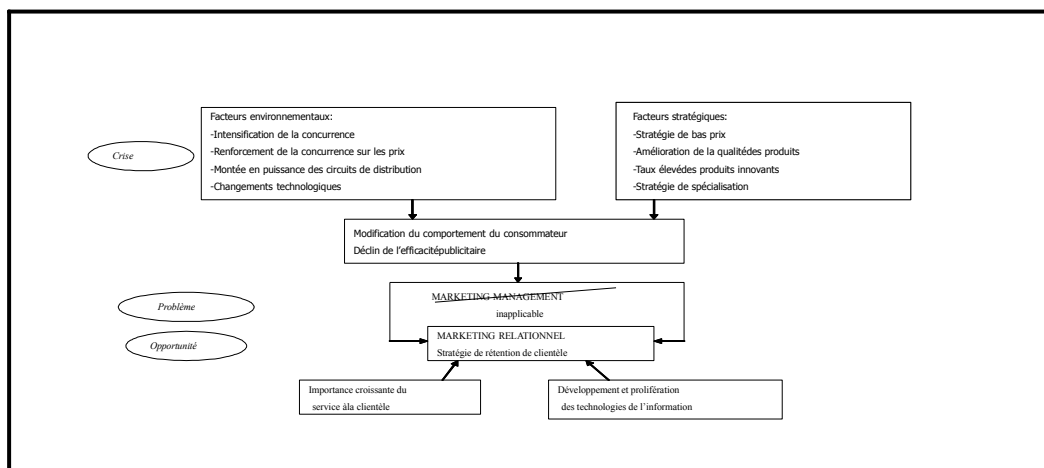 Crise
Facteurs environnementaux:
-Intensification de la concurrence
-Renforcement de la concurrence sur les prix
-Montée en puissance des circuits de distribution
-Changements technologiques
Facteurs stratégiques:
-Stratégie de bas prix
-Amélioration de la qualitédes produits
-Taux élevédes produits innovants
-Stratégie de spécialisation
Modification du comportement du consommateur
Déclin de l'efficacitépublicitaire
Problème
MARKETING MANAGEMENT
inapplicable
Opportunité
MARKETING RELATIONNEL
Stratégie de rétention de clientèle
Importance croissante du
service àla clientèle
Développement et prolifération
des technologies de l'information